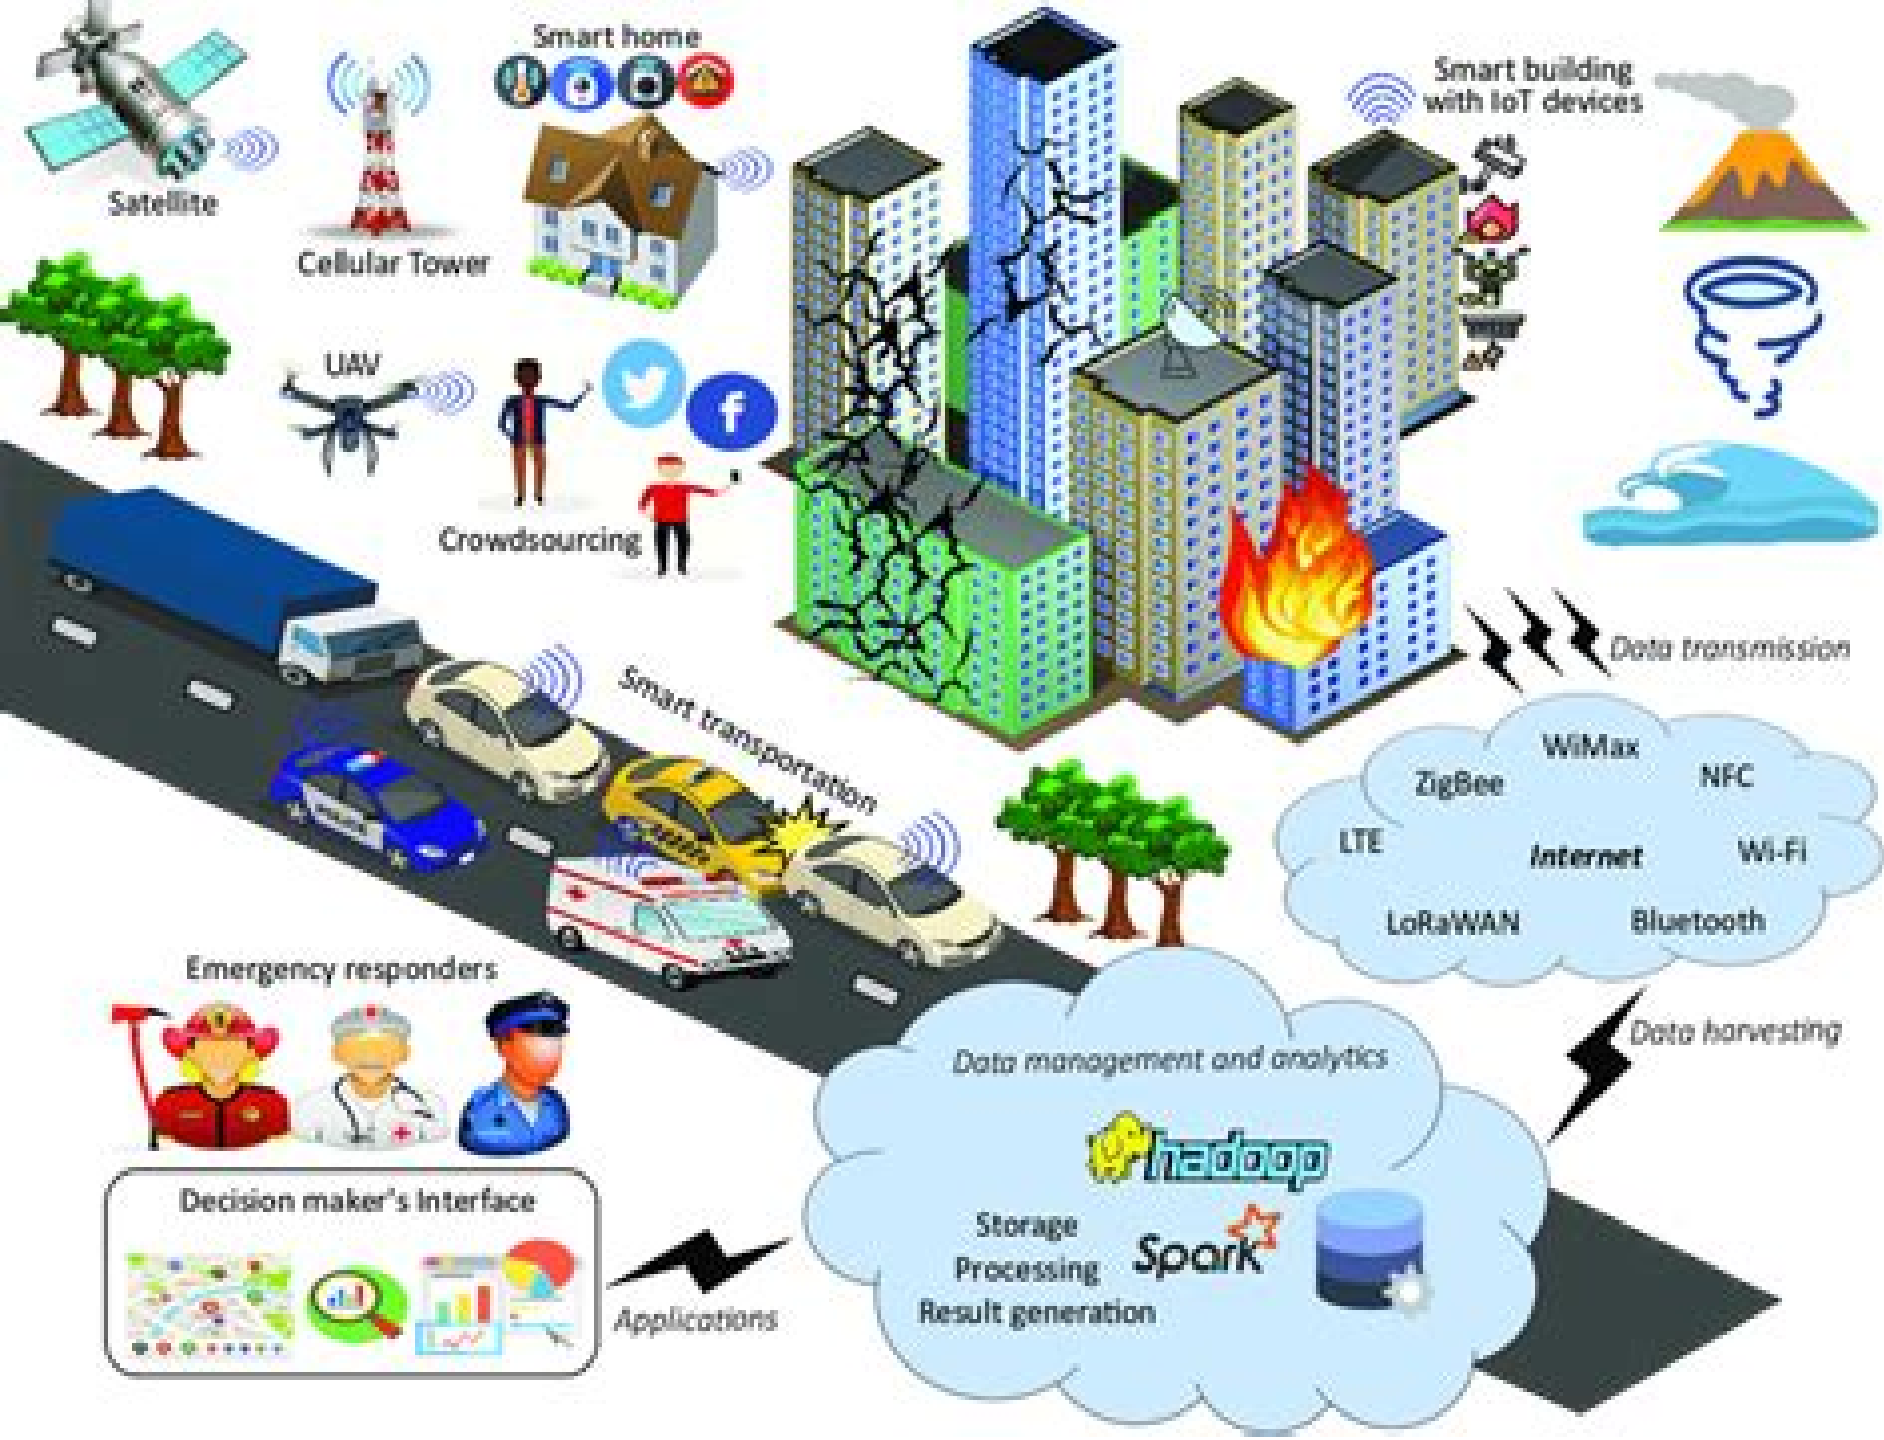 Smart home
Smart building
with IoT devices
Satellite
Cellular Tower
UAV
Crowdsourcing
Smart transportation
Data transmission
WiMax
ZigBee
NFC
LTE
Internet
Wi-Fi
LoRaWAN
Bluetooth
Emergency responders
Data harvesting
Data management and analytics
hadoop
Decision maker's Interface
Storage
Spark
Processing
Result generation
Applications